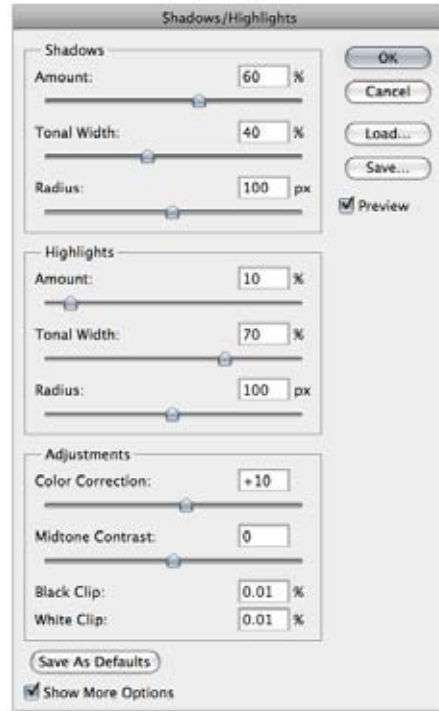 Shadows/Highlights
Shadows
Amount: 60 %
Tonal Width: 40 %
Radius: 100 px
Highlights
Amount: 10 %
Tonal Width: 70 %
Radius: 100 px
Adjustments
Color Correction: +10
Midtone Contrast: 0
Black Clip: 0.01 %
White Clip: 0.01 %
Save As Defaults
Show More Options
OK
Cancel
Load...
Save...
Preview